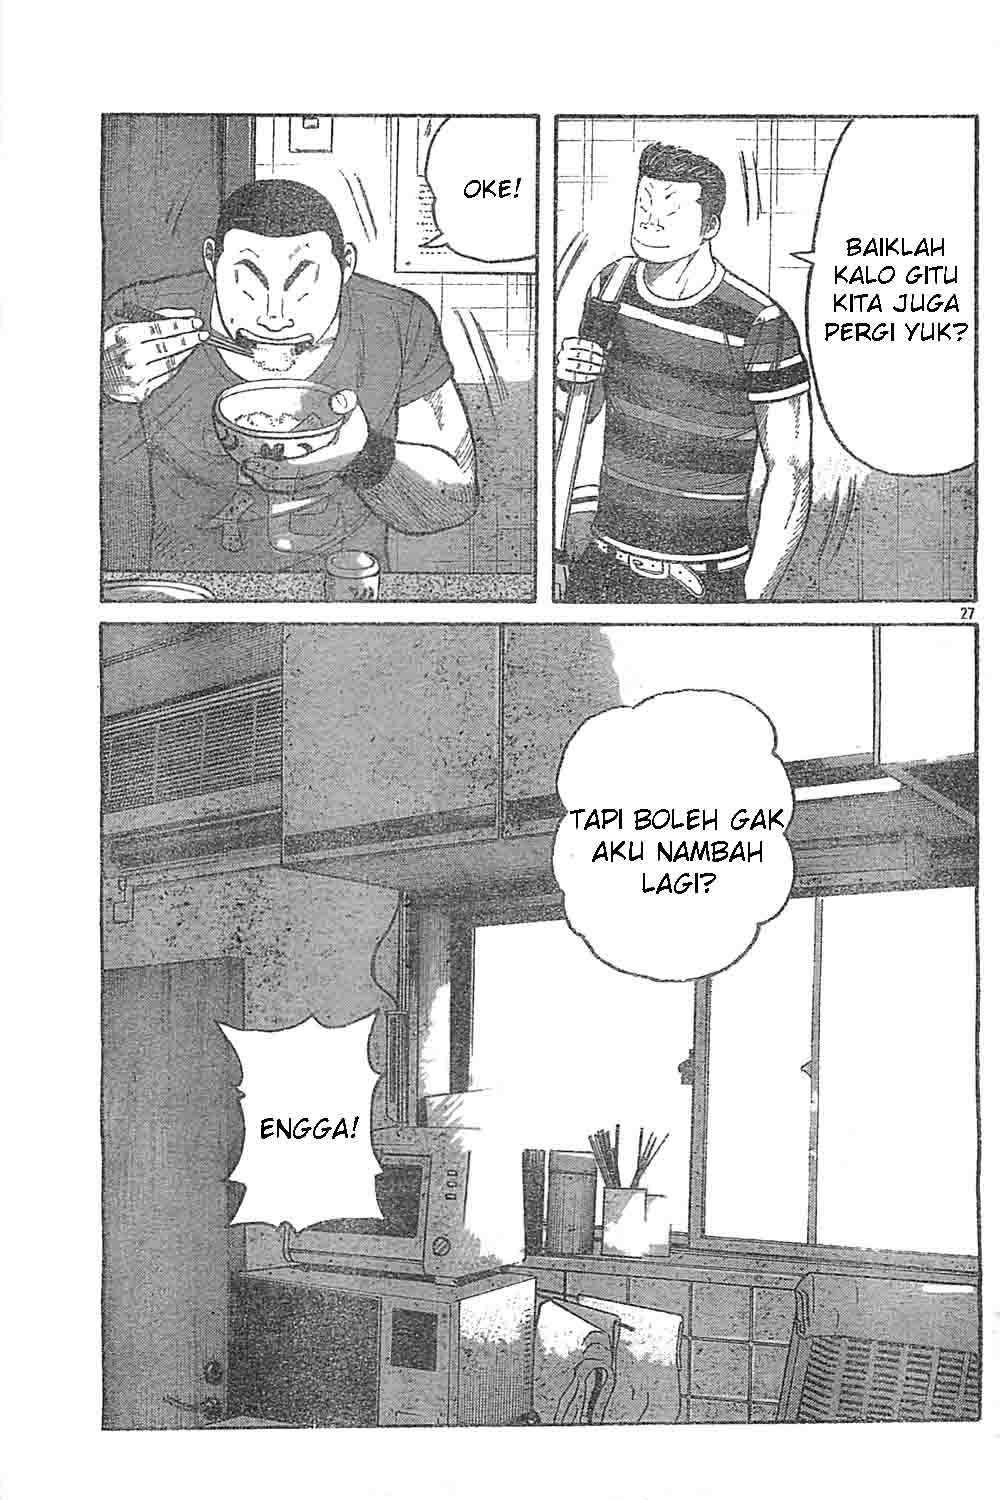 BAIKLAH
KALO GITU
KITA JUGA
PERGI YUK?
OKE!
27
TAPI BOLEH GAK
AKU NAMBAH
LAGI?
ENGGA!